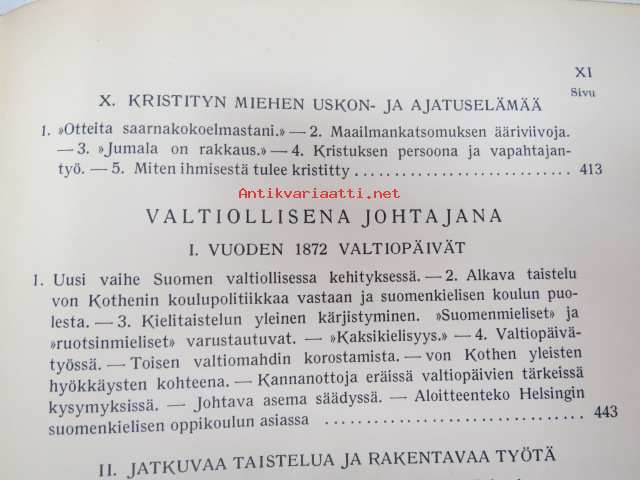 XI
X. KRISTITYN MIEHEN USKON- JA AJATUSELÄMÄÄ
Sivu
1. »Otteita saarnakokoelmastani.» — 2. Maailmankatsomuksen ääriviivoja.
— 3. »Jumala on rakkaus.» — 4. Kristuksen persoona ja vapahtajan-
työ. — 5. Miten ihmisestä tulee kristitty .......................... 413
Antikvariaatti.net
VALTIOLLISENA JOHTAJANA
I. VUODEN 1872 VALTIOPÄIVÄT
1. Uusi vaihe Suomen valtiollisessa kehityksessä. — 2. Alkava taistelu
von Kothenin koulupolitiikkaa vastaan ja suomenkielisen koulun puo-
lesta. — 3. Kielitaistelun yleinen kärjistyminen. »Suomenmieliset» ja
»ruotsinmieliset» varustautuvat. — »Kaksikielisyys.» — 4. Valtiopäivä-
työssä. — Toisen valtiomahdin korostamista. — von Kothen yleisten
hyökkäysten kohteena. — Kannanottoja eräissä valtiopäivien tärkeissä
kysymyksissä. — Johtava asema säädyssä. — Aloitteenteko Helsingin
suomenkielisen oppikoulun asiassa ................................ 443
II. JATKUVAA TAISTELUA JA RAKENTAVAA TYÖTÄ